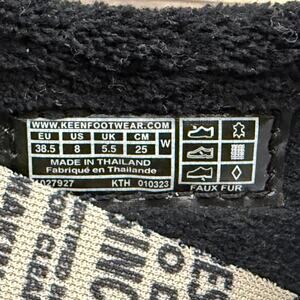 WWW.KEENFOOTWEAR.COM
EU US UK CM W
38.5 8 5.5 25
MADE IN THAILAND
Fabriqué en Thaïlande
1027927 KTH 010323
FAUX FUR